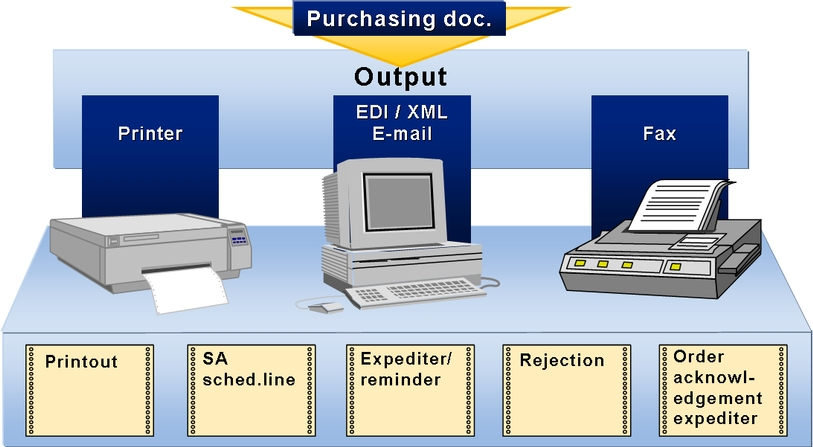 Purchasing doc.
Output
Printer
EDI / XML
E-mail
Fax
Printout
SA
sched.line
Expediter/
reminder
Rejection
Order
acknowl-
edgement
expediter